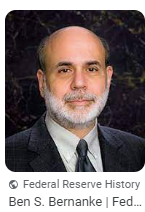 Federal Reserve History
Ben S. Bernanke | Fed...